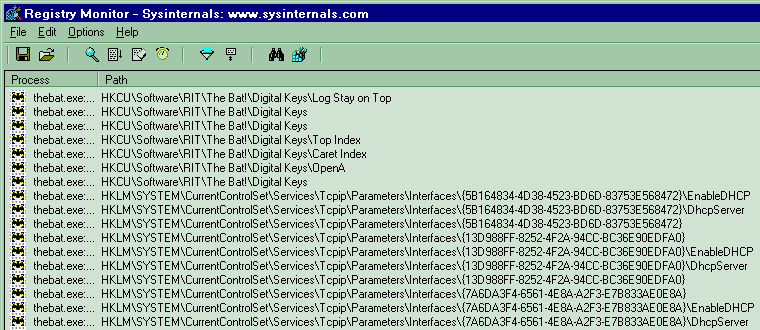 Registry Monitor - Sysinternals: www.sysinternals.com
File Edit Options Help
Process Path
thebat.exe:... HKCU\Software\RIT\The Bat!\Digital Keys\Log Stay on Top
thebat.exe:... HKCU\Software\RIT\The Bat!\Digital Keys
thebat.exe:... HKCU\Software\RIT\The Bat!\Digital Keys
thebat.exe:... HKCU\Software\RIT\The Bat!\Digital Keys\Top Index
thebat.exe:... HKCU\Software\RIT\The Bat!\Digital Keys\Caret Index
thebat.exe:... HKCU\Software\RIT\The Bat!\Digital Keys\OpenA
thebat.exe:... HKCU\Software\RIT\The Bat!\Digital Keys
thebat.exe:... HKLM\SYSTEM\CurrentControlSet\Services\Tcpip\Parameters\Interfaces\{5B164834-4D38-4523-BD6D-83753E568472}\EnableDHCP
thebat.exe:... HKLM\SYSTEM\CurrentControlSet\Services\Tcpip\Parameters\Interfaces\{5B164834-4D38-4523-BD6D-83753E568472}\DhcpServer
thebat.exe:... HKLM\SYSTEM\CurrentControlSet\Services\Tcpip\Parameters\Interfaces\{5B164834-4D38-4523-BD6D-83753E568472}
thebat.exe:... HKLM\SYSTEM\CurrentControlSet\Services\Tcpip\Parameters\Interfaces\{13D988FF-8252-4F2A-94CC-BC36E90EDFA0}
thebat.exe:... HKLM\SYSTEM\CurrentControlSet\Services\Tcpip\Parameters\Interfaces\{13D988FF-8252-4F2A-94CC-BC36E90EDFA0}\EnableDHCP
thebat.exe:... HKLM\SYSTEM\CurrentControlSet\Services\Tcpip\Parameters\Interfaces\{13D988FF-8252-4F2A-94CC-BC36E90EDFA0}\DhcpServer
thebat.exe:... HKLM\SYSTEM\CurrentControlSet\Services\Tcpip\Parameters\Interfaces\{13D988FF-8252-4F2A-94CC-BC36E90EDFA0}
thebat.exe:... HKLM\SYSTEM\CurrentControlSet\Services\Tcpip\Parameters\Interfaces\{7A6DA3F4-6561-4E8A-A2F3-E7B833AE0E8A}
thebat.exe:... HKLM\SYSTEM\CurrentControlSet\Services\Tcpip\Parameters\Interfaces\{7A6DA3F4-6561-4E8A-A2F3-E7B833AE0E8A}\EnableDHCP
thebat.exe:... HKLM\SYSTEM\CurrentControlSet\Services\Tcpip\Parameters\Interfaces\{7A6DA3F4-6561-4E8A-A2F3-E7B833AE0E8A}\DhcpServer